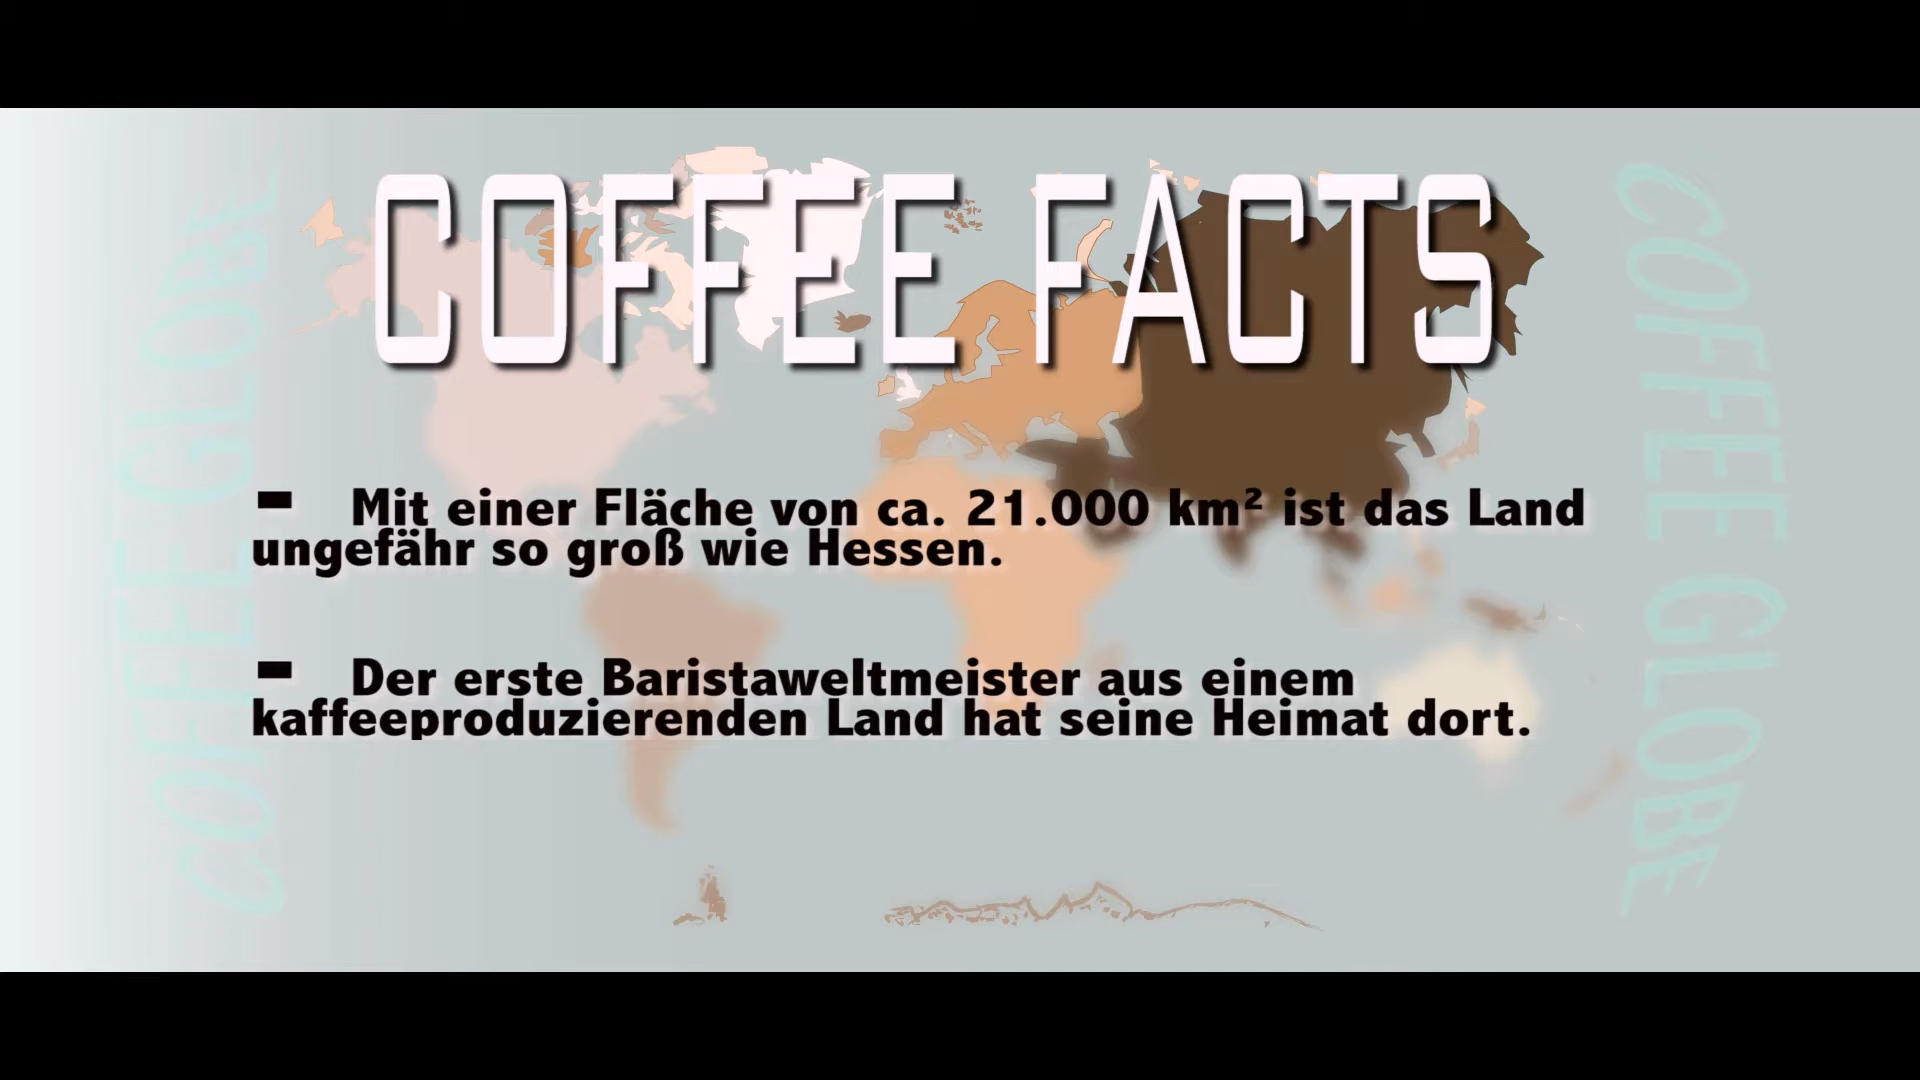 COFFEE FACTS
COFFEE GLOBE
COFFEE GLOBE
- Mit einer Fläche von ca. 21.000 km² ist das Land
ungefähr so groß wie Hessen.
- Der erste Baristaweltmeister aus einem
kaffeeproduzierenden Land hat seine Heimat dort.